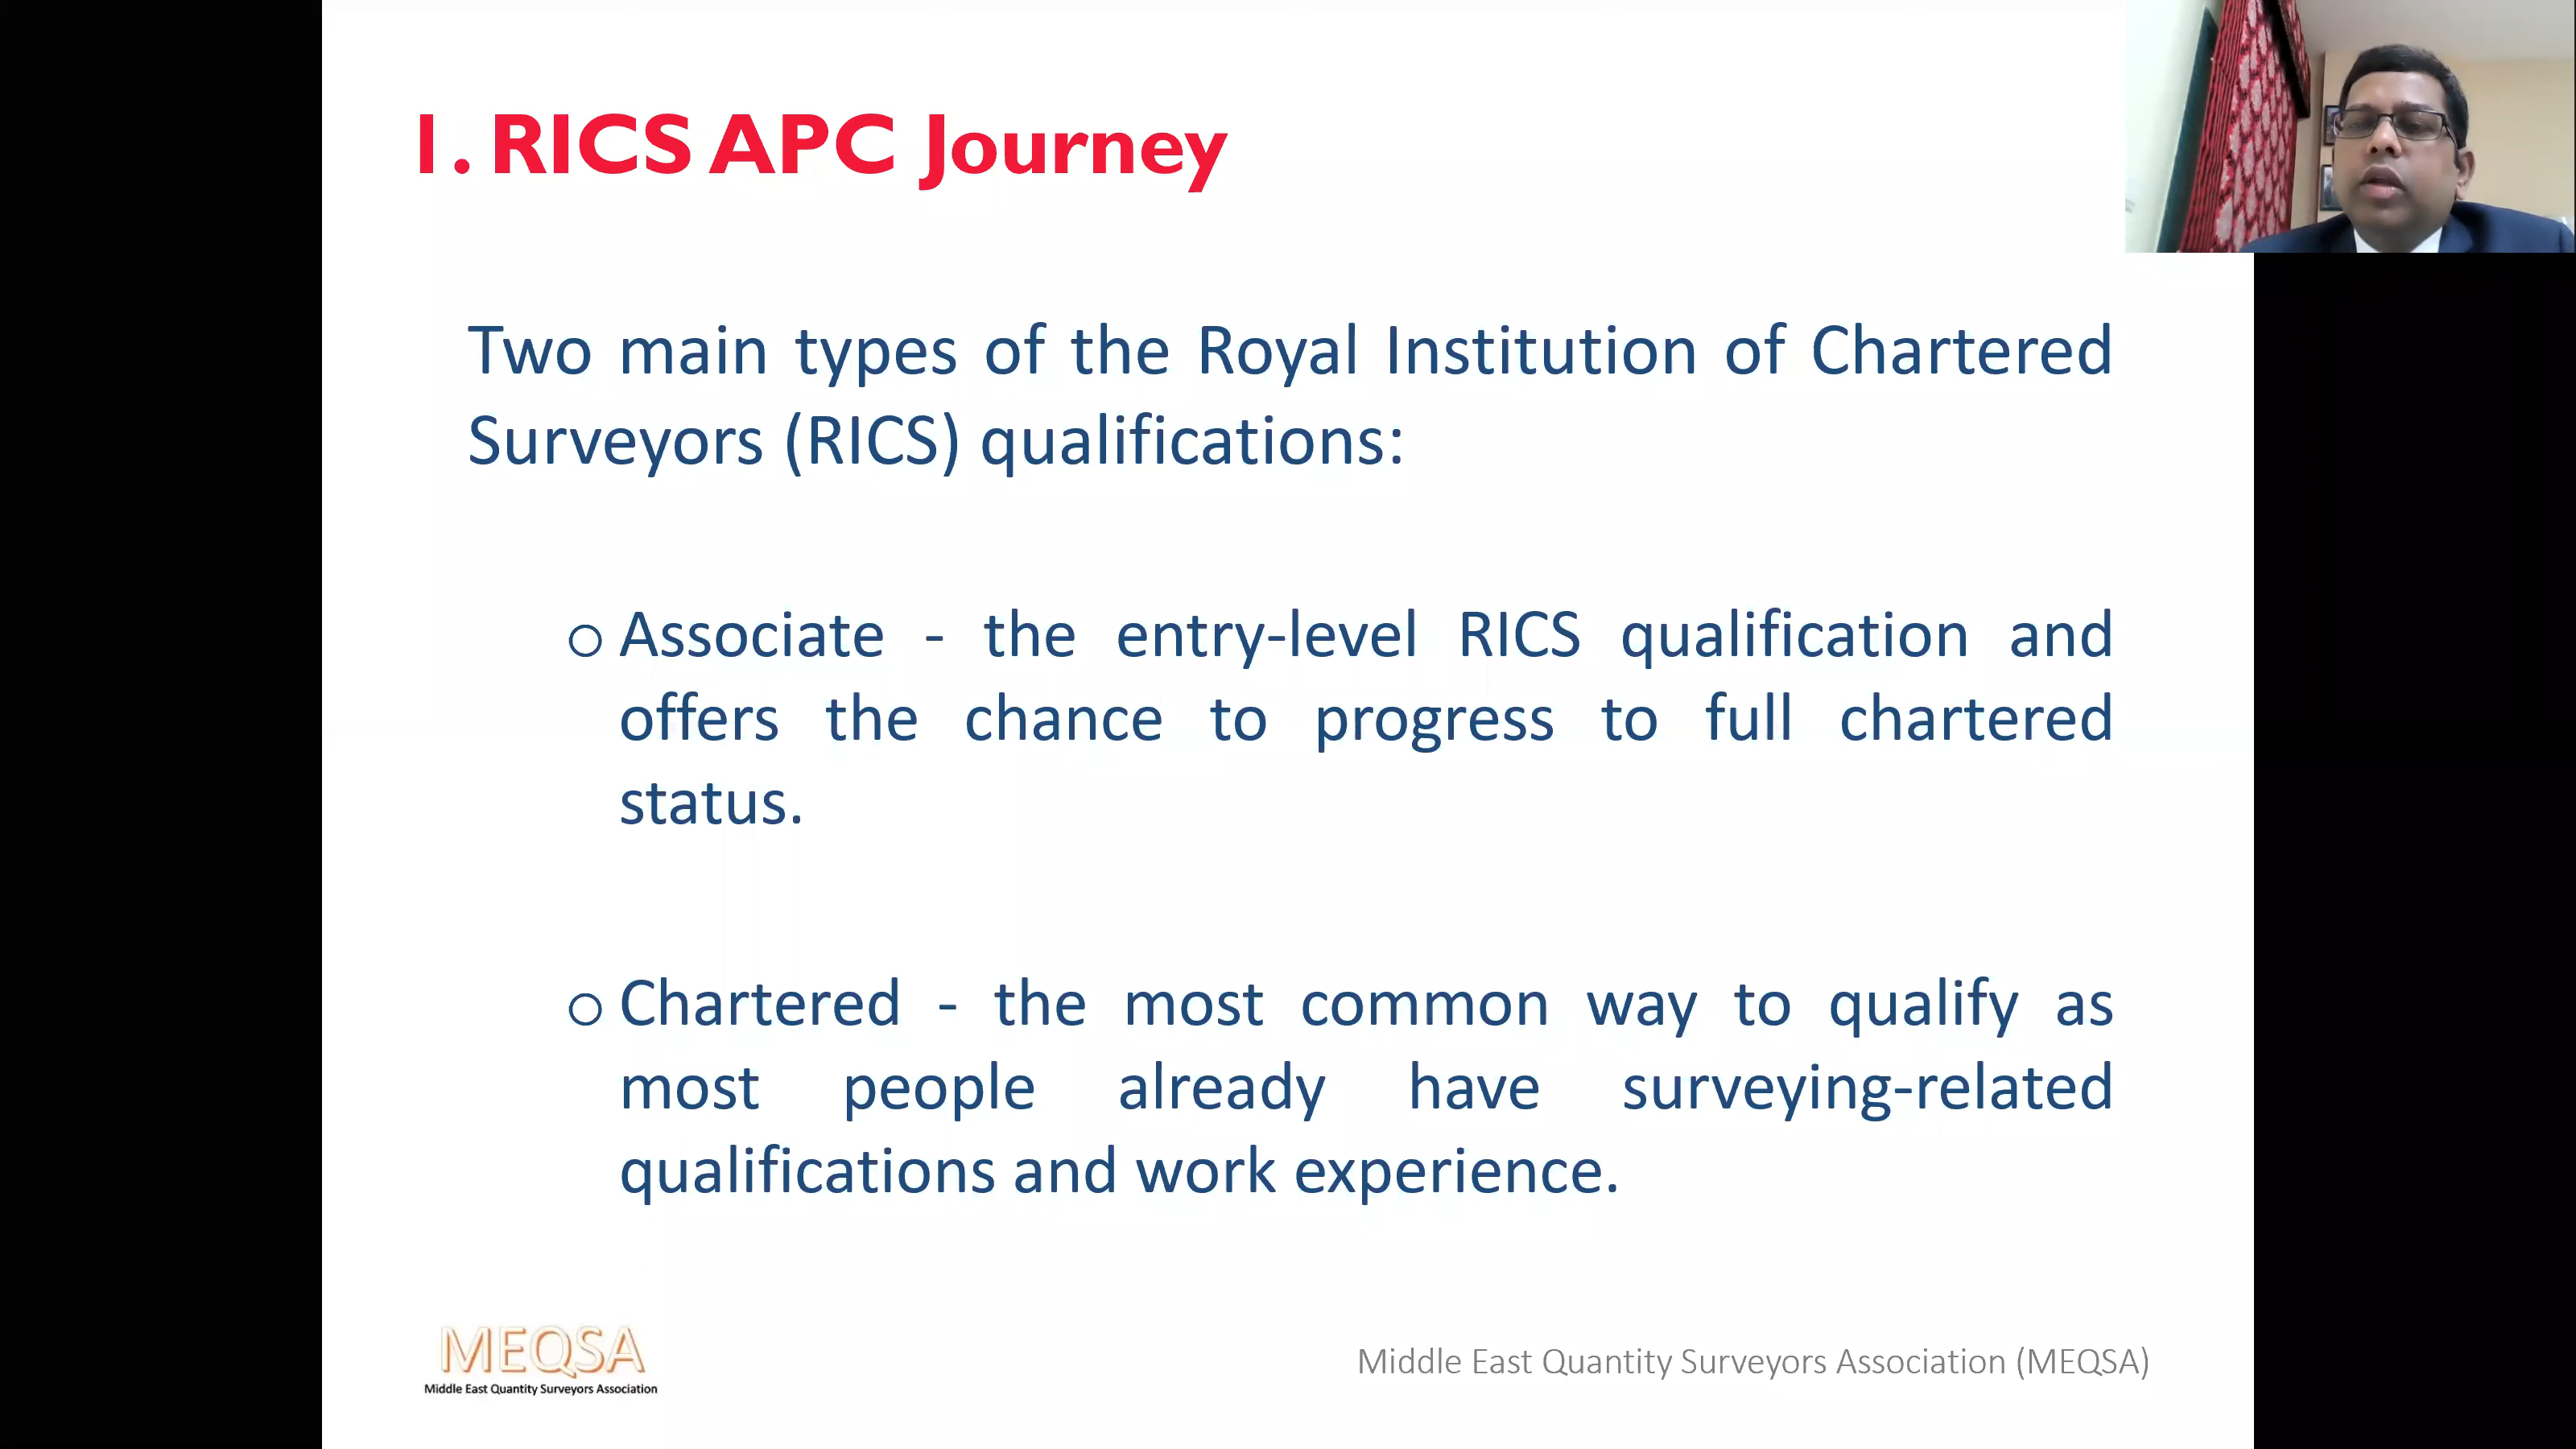 1. RICS APC Journey
Two main types of the Royal Institution of Chartered
Surveyors (RICS) qualifications:
o Associate - the entry-level RICS qualification and
offers the chance to progress to full chartered
status.
o Chartered - the most common way to qualify as
most people already have surveying-related
qualifications and work experience.
MEQSA
Middle East Quantity Surveyors Association
Middle East Quantity Surveyors Association (MEQSA)